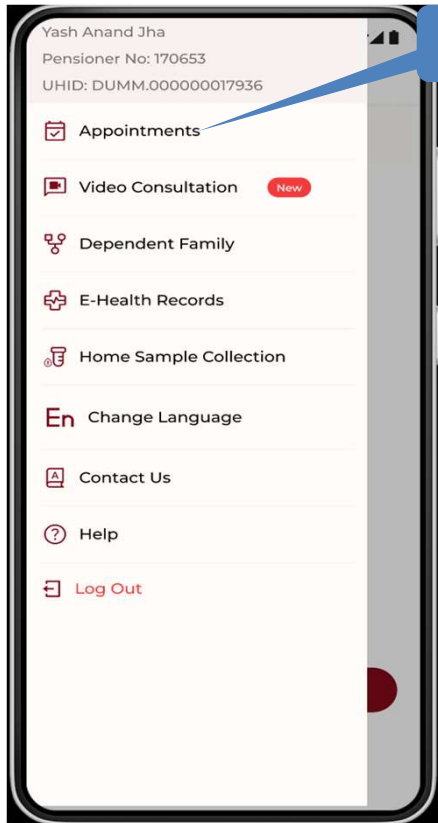 Yash Anand Jha
Pensioner No: 170653
UHID: DUMM.000000017936
Appointments
Video Consultation New
Dependent Family
E-Health Records
Home Sample Collection
En Change Language
A Contact Us
? Help
Log Out